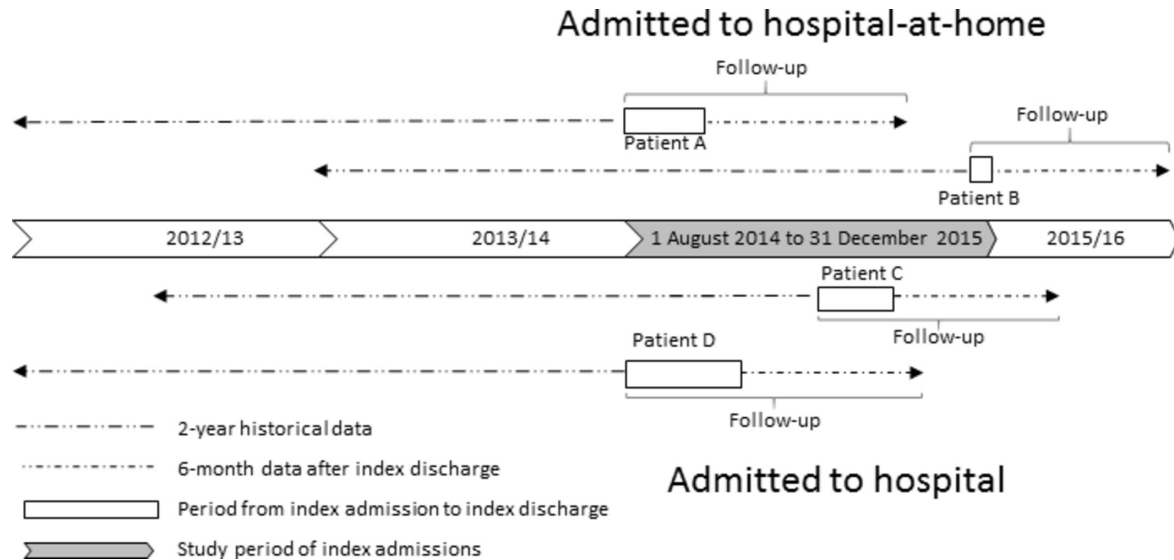 Admitted to hospital-at-home
Follow-up
Patient A
Follow-up
Patient B
2012/13
2013/14
1 August 2014 to 31 December 2015
2015/16
Patient C
Follow-up
Patient D
Follow-up
2-year historical data
6-month data after index discharge
Admitted to hospital
Period from index admission to index discharge
Study period of index admissions